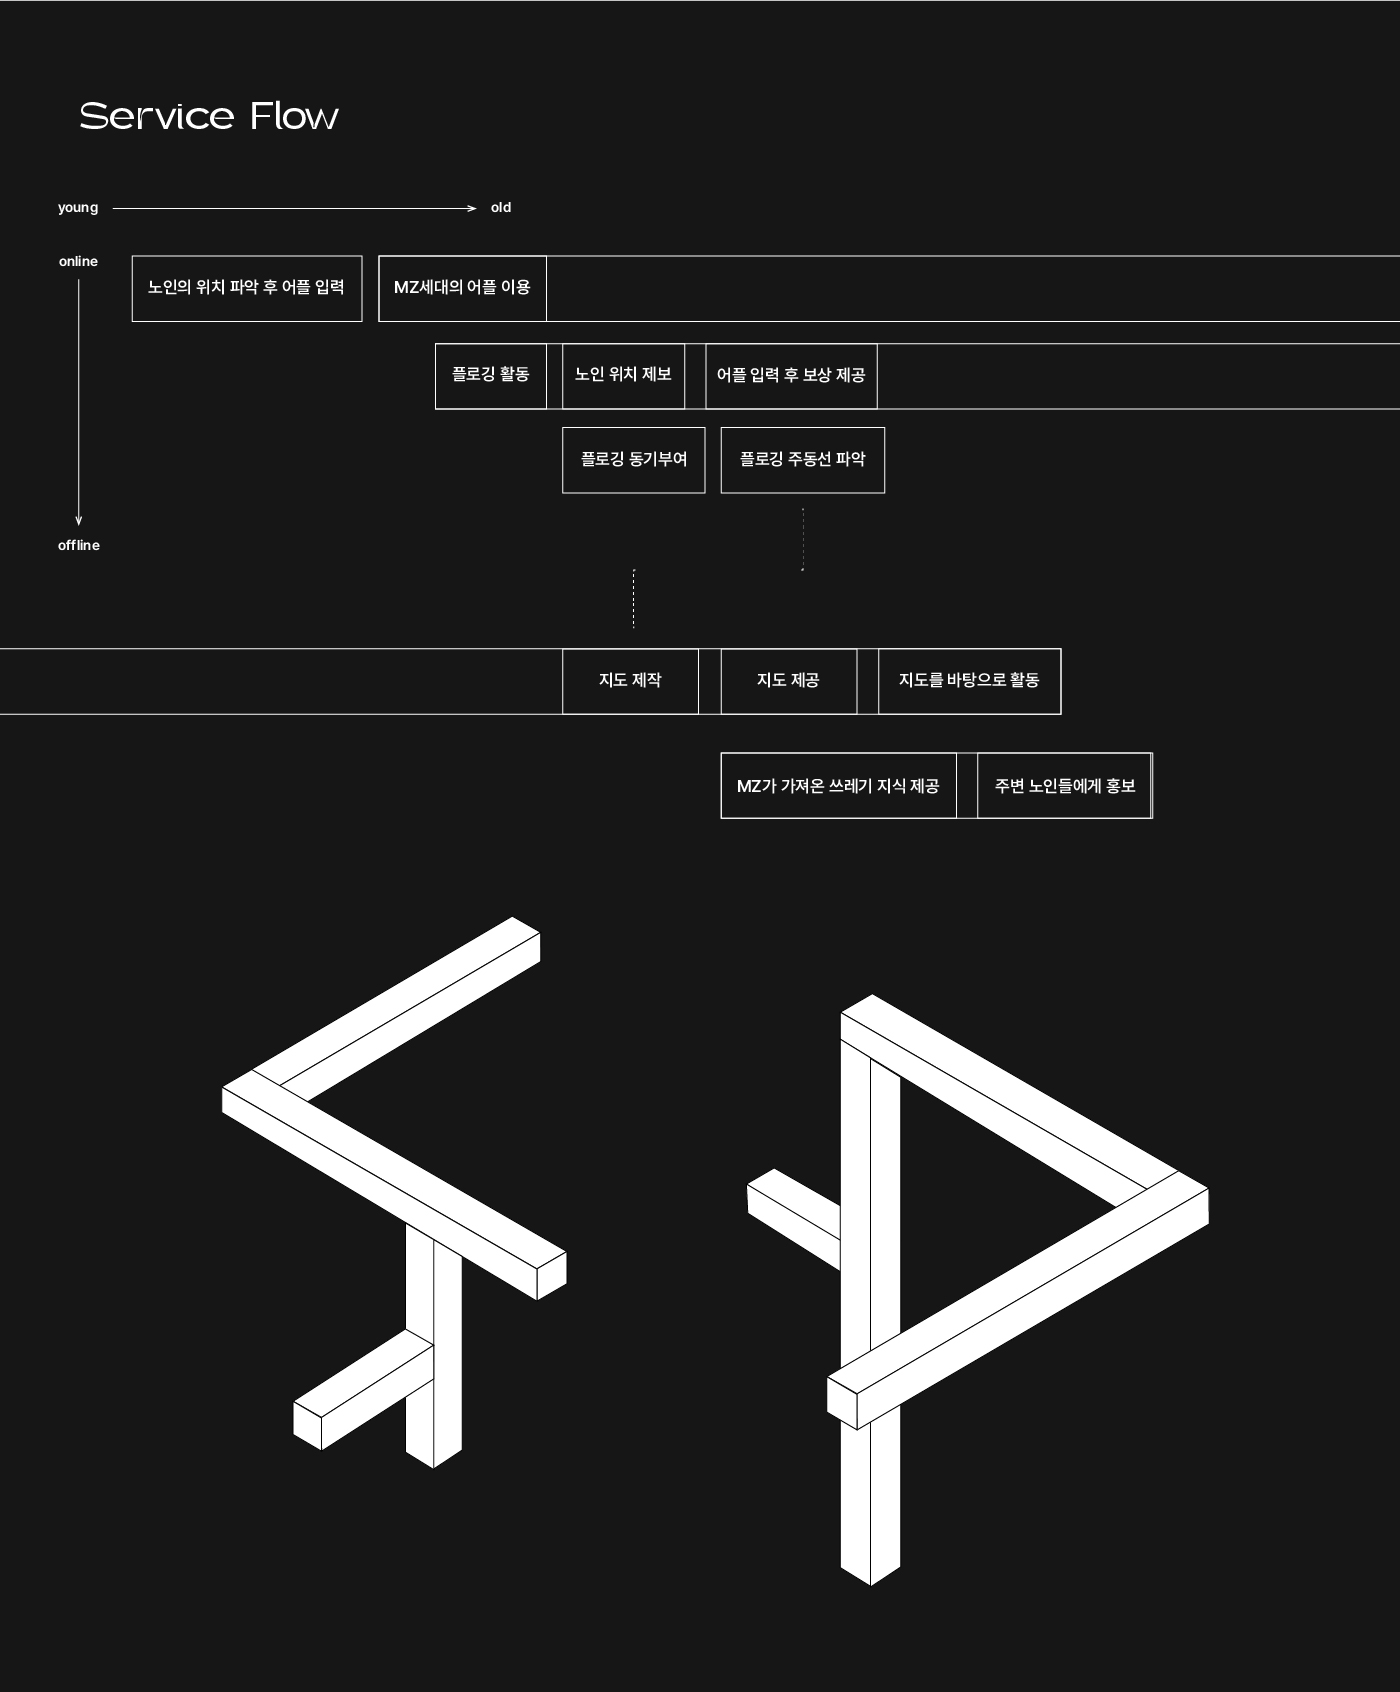 Service Flow
young
old
online
노인의 위치 파악 후 어플 입력
MZ세대의 어플 이용
플로깅 활동
노인 위치 제보
어플 입력 후 보상 제공
플로깅 동기부여
플로깅 주동선 파악
offline
지도 제작
지도 제공
지도를 바탕으로 활동
MZ가 가져온 쓰레기 지식 제공
주변 노인들에게 홍보